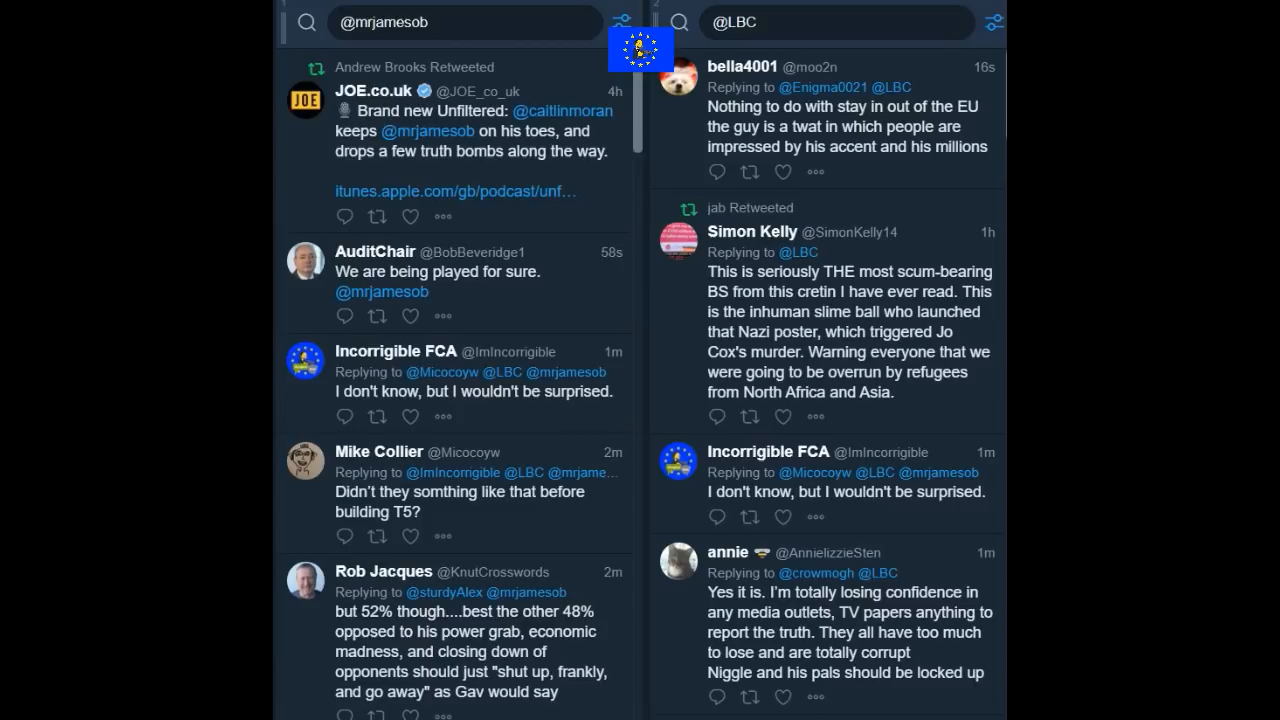 1
@mrjamesob
Andrew Brooks Retweeted
JOE
JOE.co.uk @JOE_co_uk 4h
Brand new Unfiltered: @caitlinmoran
keeps @mrjamesob on his toes, and
drops a few truth bombs along the way.
itunes.apple.com/gb/podcast/unf…
AuditChair @BobBeveridge1 58s
We are being played for sure.
@mrjamesob
Incorrigible FCA @ImIncorrigible 1m
Replying to @Micocoyw @LBC @mrjamesob
I don't know, but I wouldn't be surprised.
Mike Collier @Micocoyw 2m
Replying to @ImIncorrigible @LBC @mrjame…
Didn’t they somthing like that before
building T5?
Rob Jacques @KnutCrosswords 2m
Replying to @sturdyAlex @mrjamesob
but 52% though....best the other 48%
opposed to his power grab, economic
madness, and closing down of
opponents should just "shut up, frankly,
and go away" as Gav would say
2
@LBC
bella4001 @moo2n 16s
Replying to @Enigma0021 @LBC
Nothing to do with stay in out of the EU
the guy is a twat in which people are
impressed by his accent and his millions
jab Retweeted
Simon Kelly @SimonKelly14 1h
Replying to @LBC
This is seriously THE most scum-bearing
BS from this cretin I have ever read. This
is the inhuman slime ball who launched
that Nazi poster, which triggered Jo
Cox's murder. Warning everyone that we
were going to be overrun by refugees
from North Africa and Asia.
Incorrigible FCA @ImIncorrigible 1m
Replying to @Micocoyw @LBC @mrjamesob
I don't know, but I wouldn't be surprised.
annie @AnnielizzieSten 1m
Replying to @crowmogh @LBC
Yes it is. I’m totally losing confidence in
any media outlets, TV papers anything to
report the truth. They all have too much
to lose and are totally corrupt
Niggle and his pals should be locked up